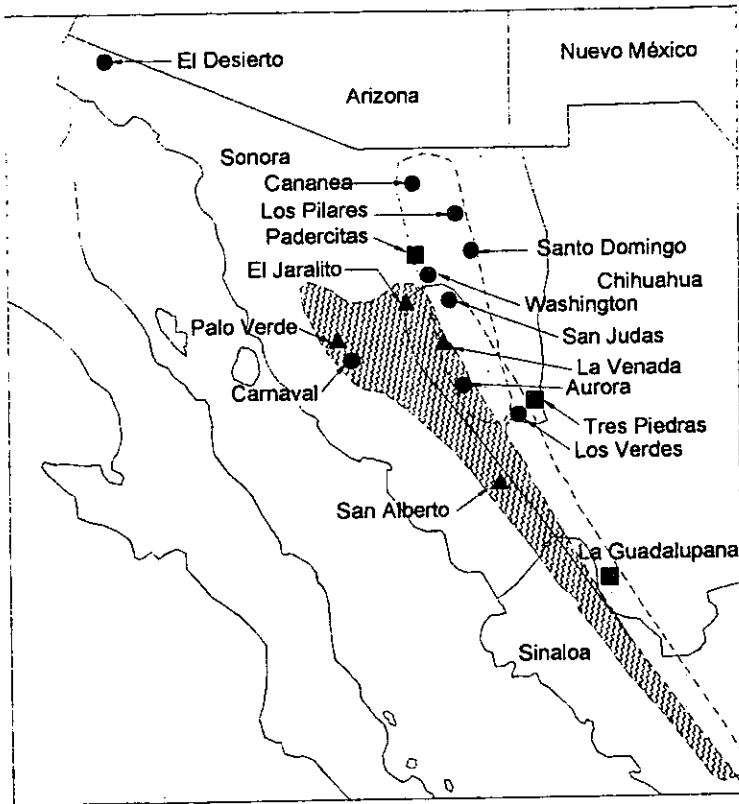 El Desierto
Nuevo México
Arizona
Sonora
Cananea
Los Pilares
Padercitas
Santo Domingo
El Jaralito
Chihuahua
Washington
Palo Verde
San Judas
La Venada
Carnaval
Aurora
Tres Piedras
Los Verdes
San Alberto
La Guadalupana
Sinaloa